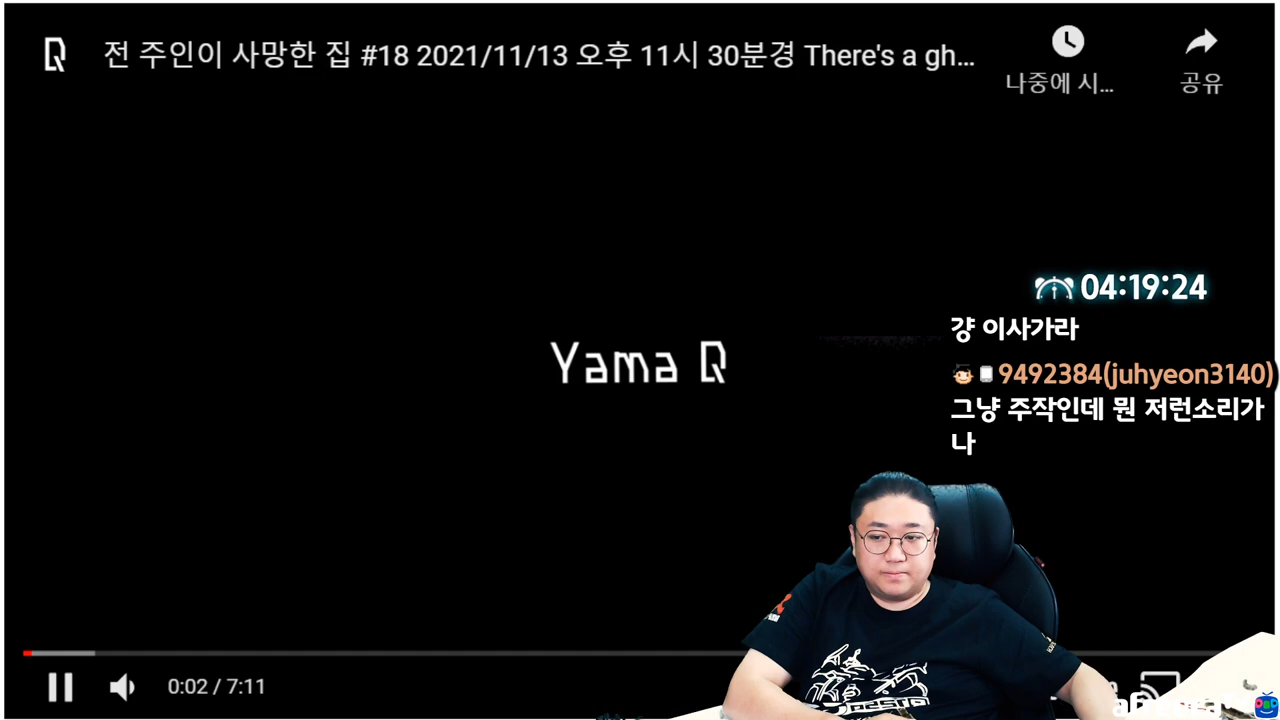 전 주인이 사망한 집 #18 2021/11/13 오후 11시 30분경 There's a gh...
나중에 시...
공유
04:19:24
걍 이사가라
Yama Q
9492384(juhyeon3140)
그냥 주작인데 뭔 저런소리가
나
0:02 / 7:11